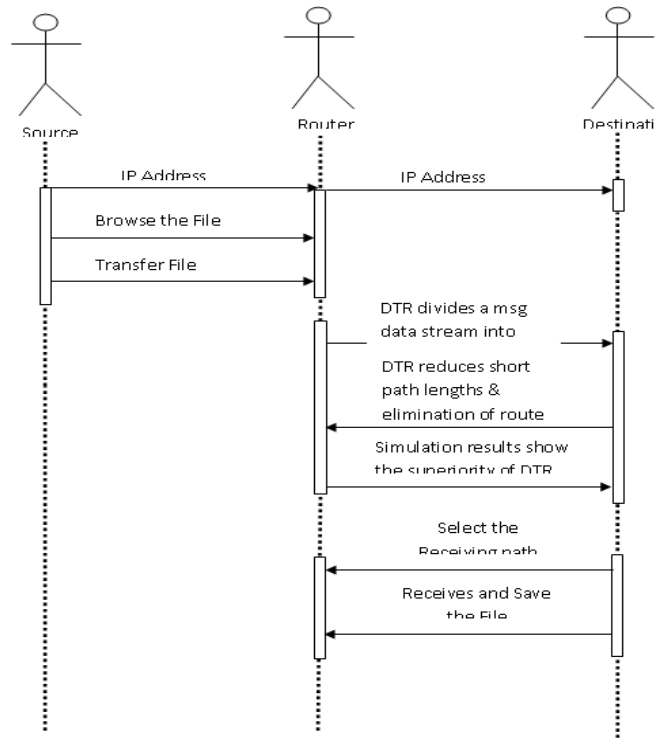 Source
Router
Destinati
IP Address
IP Address
Browse the File
Transfer File
DTR divides a msg
data stream into
DTR reduces short
path lengths &
elimination of route
Simulation results show
the superiority of DTR
Select the
Receiving path
Receives and Save
the File